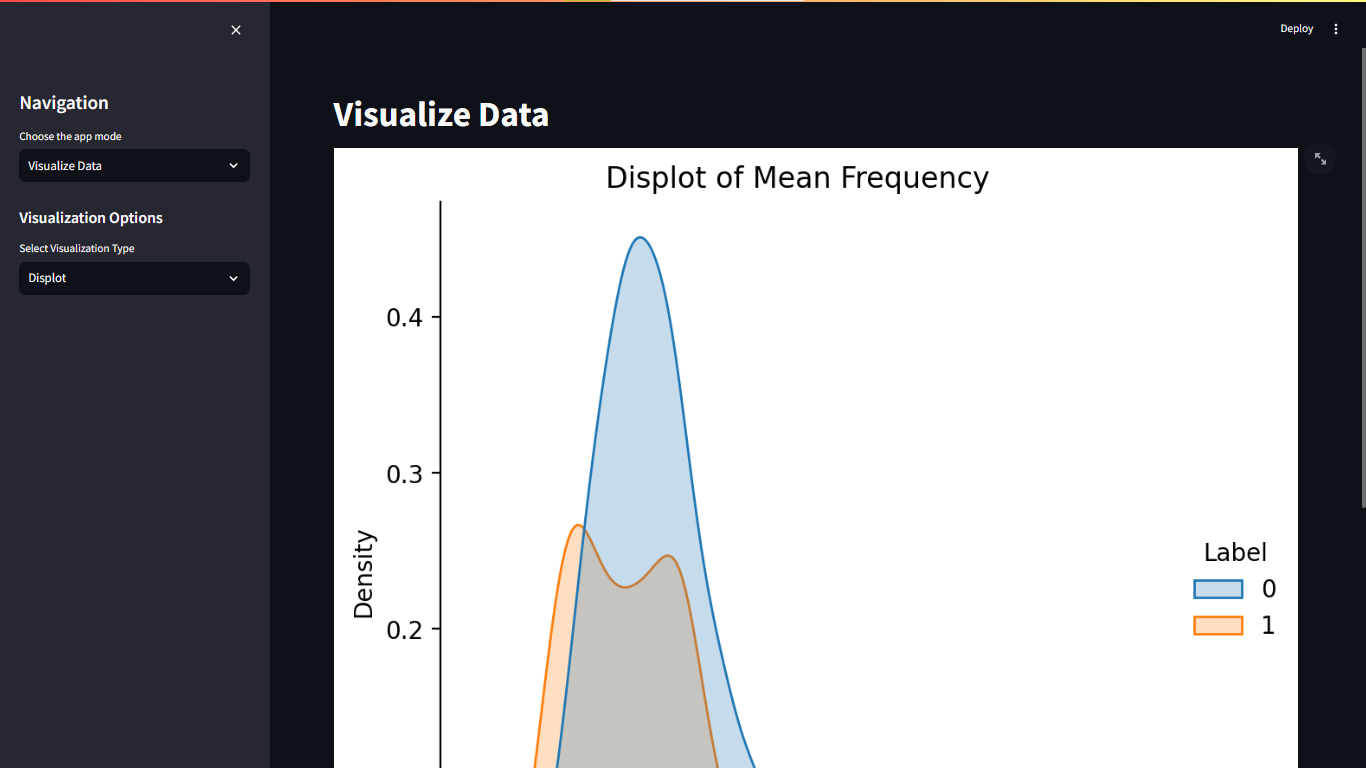 Deploy
Navigation
Choose the app mode
Visualize Data
Visualization Options
Select Visualization Type
Displot
Visualize Data
Displot of Mean Frequency
0.4
0.3
0.2
Density
Label
0
1